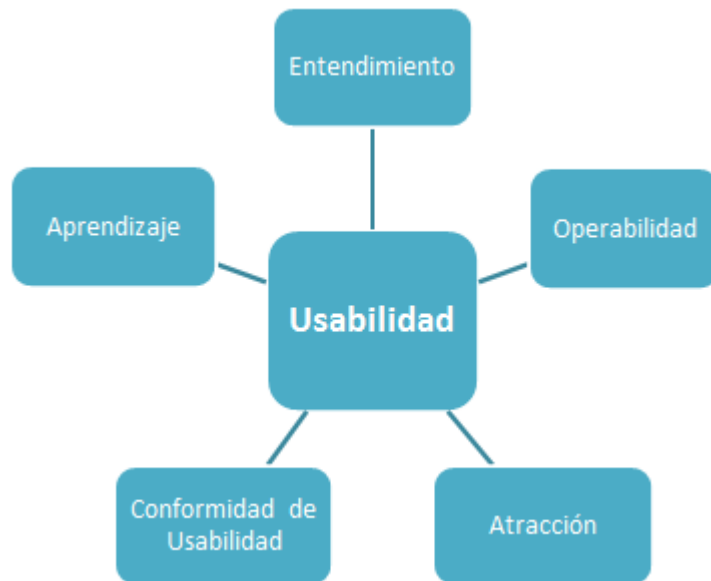 Entendimiento
Aprendizaje
Operabilidad
Usabilidad
Conformidad de
Usabilidad
Atracción